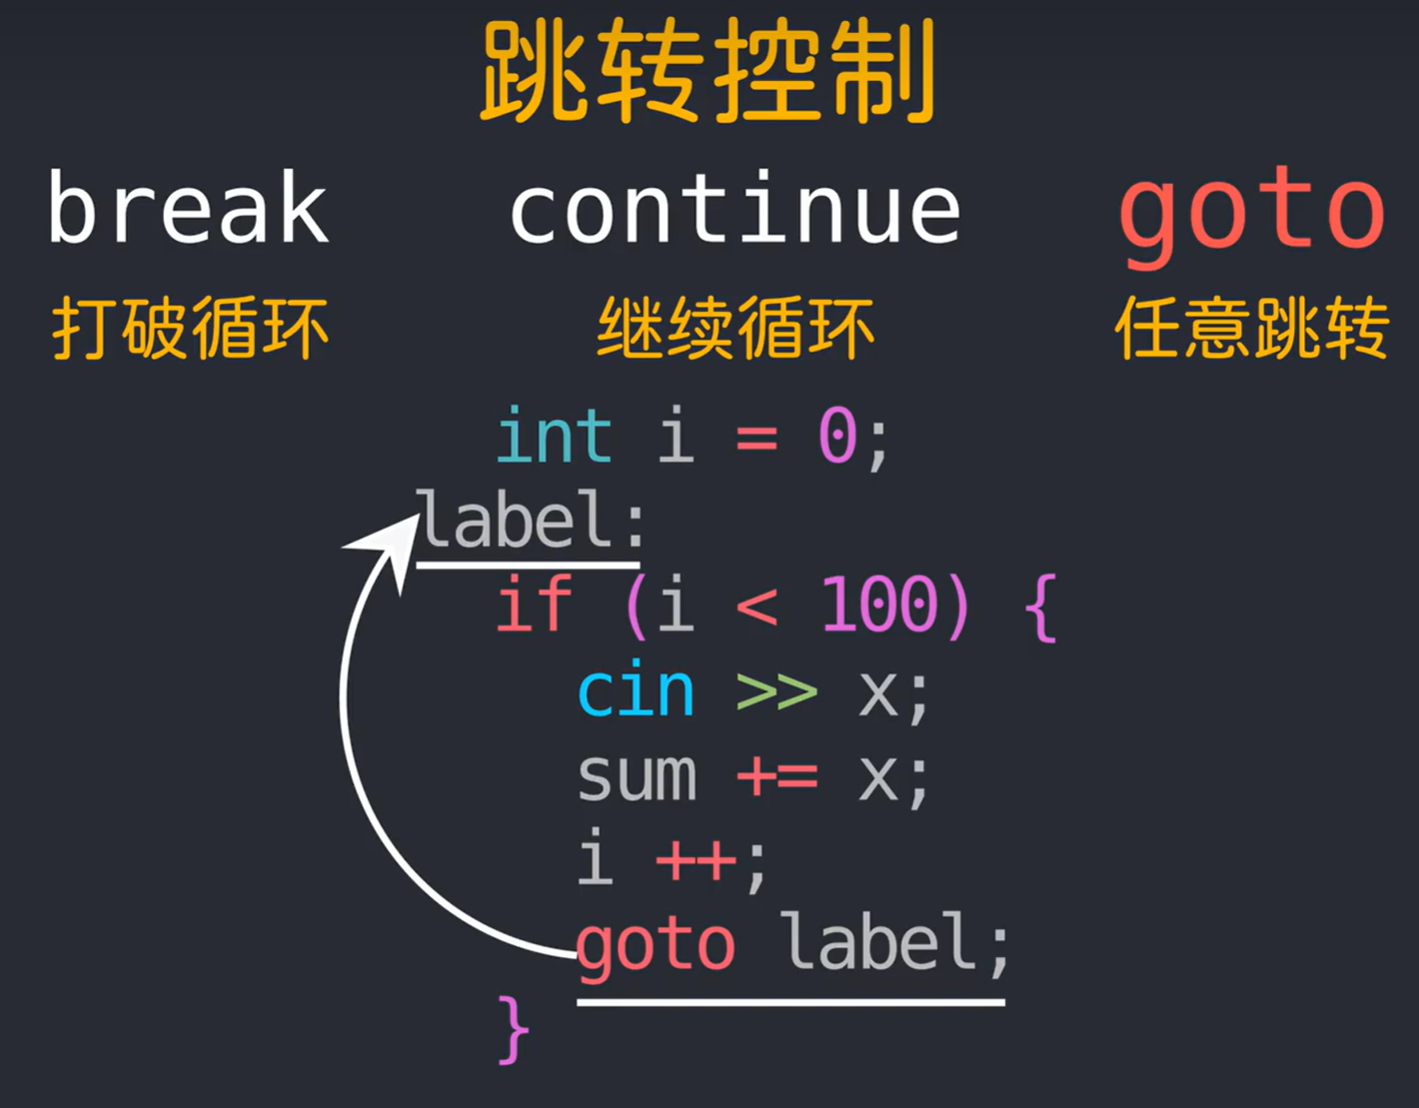 跳转控制
break continue goto
打破循环 继续循环 任意跳转
int i = 0;
label:
if (i < 100) {
cin >> x;
sum += x;
i ++;
goto label;
}